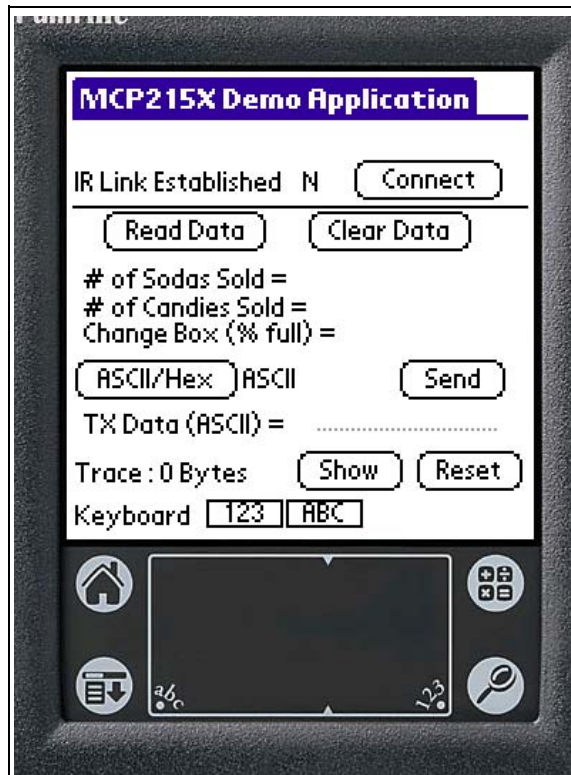 MCP215X Demo Application
IR Link Established N Connect
Read Data Clear Data
# of Sodas Sold =
# of Candies Sold =
Change Box (% full) =
ASCII/Hex ASCII Send
TX Data (ASCII) =
Trace : 0 Bytes Show Reset
Keyboard 123 ABC
abc 123